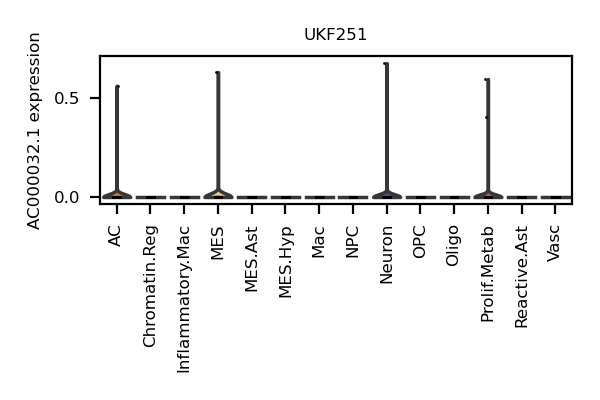 UKF251
AC000032.1 expression
0.5
0.0
AC
Chromatin.Reg
Inflammatory.Mac
MES
MES.Ast
MES.Hyp
Mac
NPC
Neuron
OPC
Oligo
Prolif.Metab
Reactive.Ast
Vasc